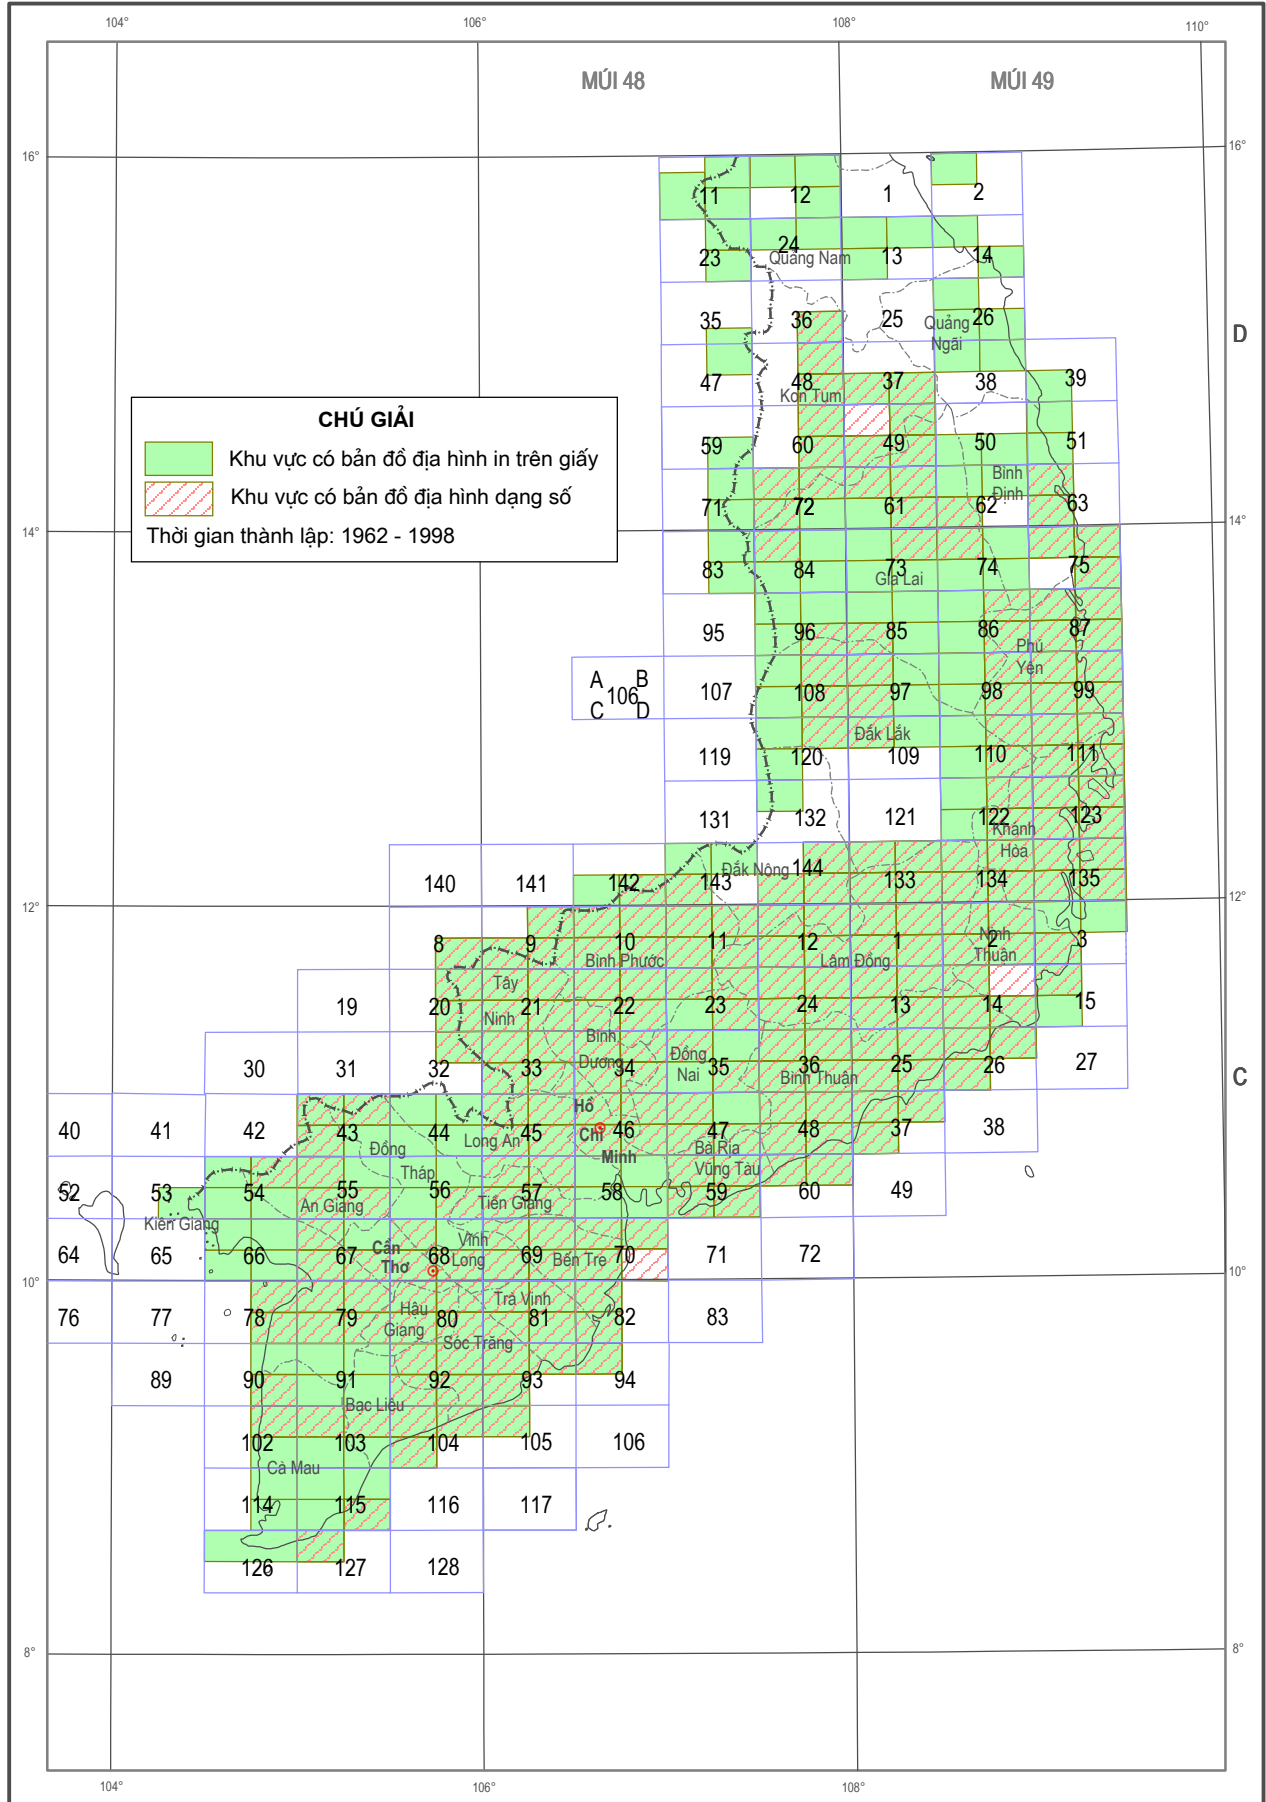 104° 106° 108° 110°
MÚI 48 MÚI 49
16° 16°
11 12 1 2
24
23 Quảng Nam 13 14
35 36 25 Quảng 26
Ngãi
D
47 48 37 38 39
Kon Tum
CHÚ GIẢI
Khu vực có bản đồ địa hình in trên giấy
Khu vực có bản đồ địa hình dạng số
Thời gian thành lập: 1962 - 1998
59 60 49 50 51
Bình
Định
71 72 61 62 63
14° 14°
83 84 73 74 75
Gia Lai
95 96 85 86 87
Phú
Yên
A B
106
C D
107 108 97 98 99
Đắk Lắk
119 120 109 110 111
131 132 121 122 123
Khánh
Hòa
Đắk Nông
140 141 142 143 144 133 134 135
12° 12°
8 9 10 11 12 1 2 3
Bình Phước Lâm Đồng Ninh
Thuận
Tây
Ninh
19 20 21 22 23 24 13 14 15
Bình
Dương
Đồng
Nai
30 31 32 33 34 35 36 25 26 27
Bình Thuận
C
Hồ
Chí
Minh
40 41 42 43 44 45 46 47 48 37 38
Đồng
Tháp
Long An
Bà Rịa
Vũng Tàu
52 53 54 55 56 57 58 59 60 49
An Giang Tiền Giang
Kiên Giang
64 65 66 67 68 69 70 71 72
Cần
Thơ
Vĩnh
Long
Bến Tre
10° 10°
76 77 78 79 80 81 82 83
Hậu
Giang
Trà Vinh
Sóc Trăng
89 90 91 92 93 94
Bạc Liêu
102 103 104 105 106
Cà Mau
114 115 116 117
126 127 128
8° 8°
104° 106° 108°